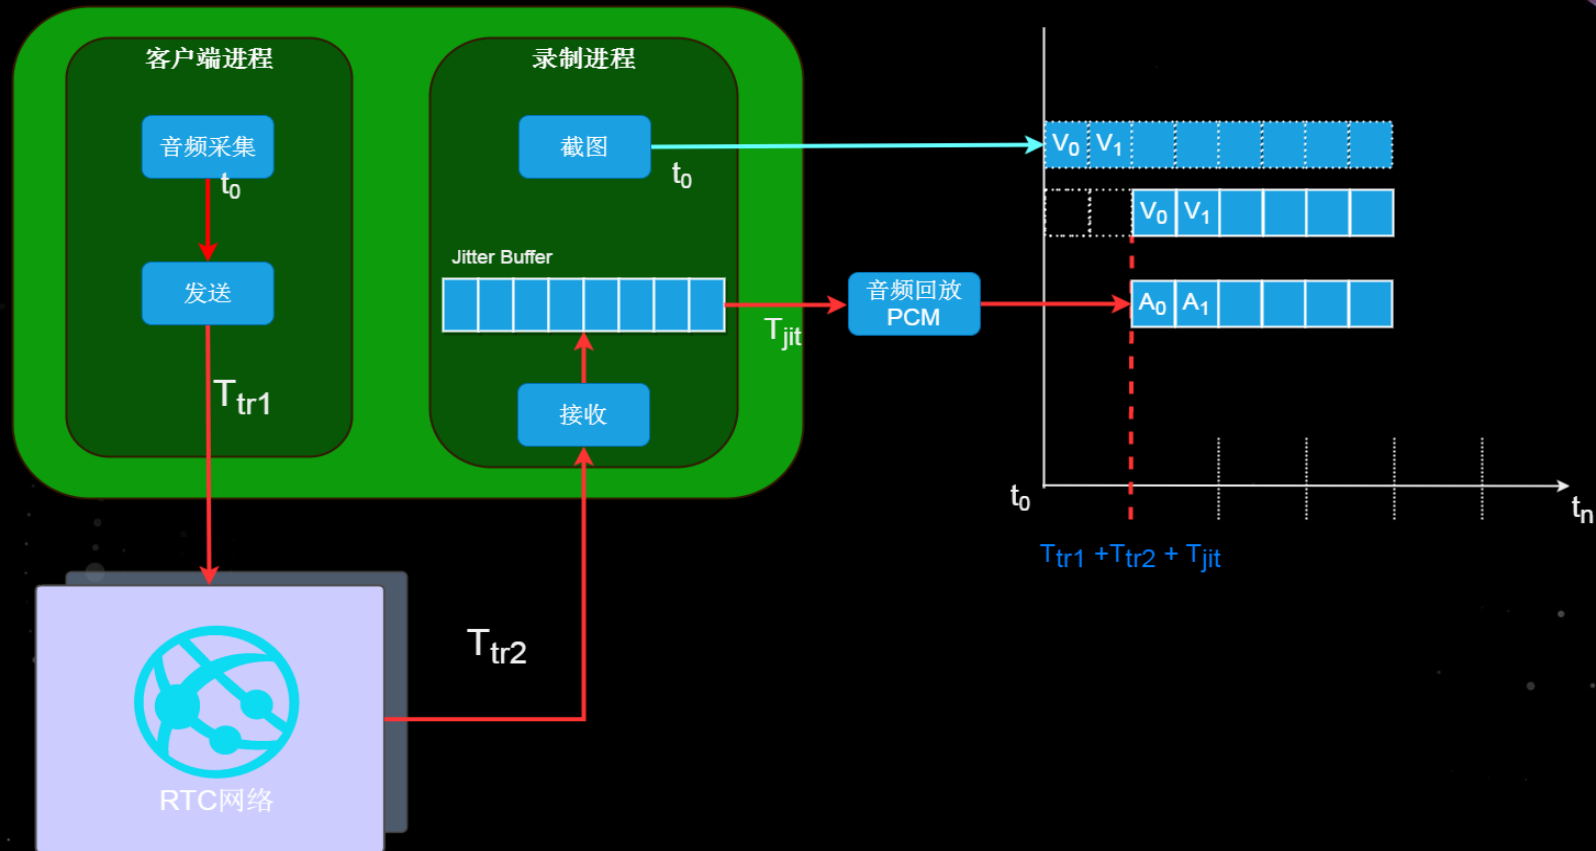 客户端进程
音频采集
t0
发送
Ttr1
录制进程
截图
t0
Jitter Buffer
Tjit
接收
音频回放
PCM
Ttr2
RTC网络
V0 V1
V0 V1
A0 A1
t0
tn
Ttr1 +Ttr2 + Tjit